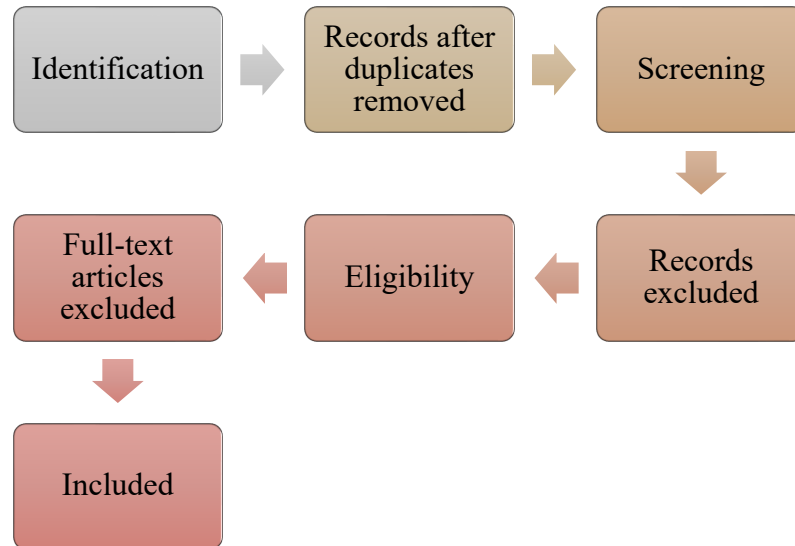 Identification
Records after
duplicates
removed
Screening
Records
excluded
Eligibility
Full-text
articles
excluded
Included